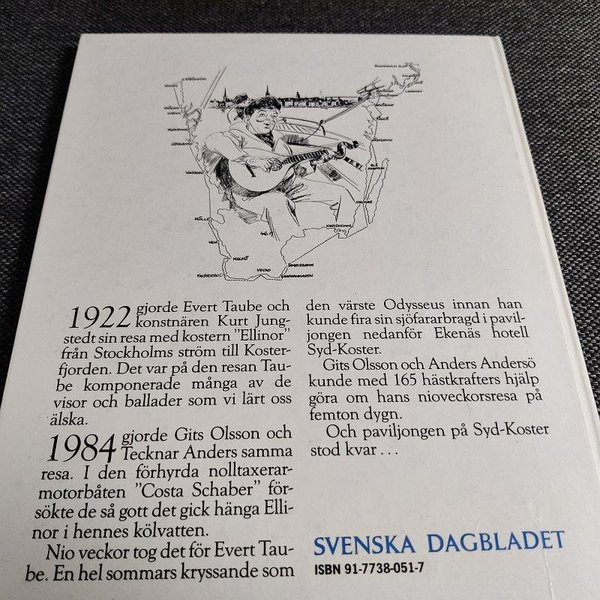 MÖLLE
VEN
MALMÖ
YSTAD
1922 gjorde Evert Taube och
konstnären Kurt Jung-
stedt sin resa med kostern "Ellinor"
från Stockholms ström till Koster-
fjorden. Det var på den resan Tau-
be komponerade många av de
visor och ballader som vi lärt oss
älska.
1984 gjorde Gits Olsson och
Tecknar Anders samma
resa. I den förhyrda nolltaxerar-
motorbåten "Costa Schaber" för-
sökte de så gott det gick hänga Elli-
nor i hennes kölvatten.
Nio veckor tog det för Evert Tau-
be. En hel sommars kryssande som
den värste Odysseus innan han
kunde fira sin sjöfararbragd i pavil-
jongen nedanför Ekenäs hotell
Syd-Koster.
Gits Olsson och Anders Andersö
kunde med 165 hästkrafters hjälp
göra om hans nioveckorsresa på
femton dygn.
Och paviljongen på Syd-Koster
stod kvar . . .
SVENSKA DAGBLADET
ISBN 91-7738-051-7